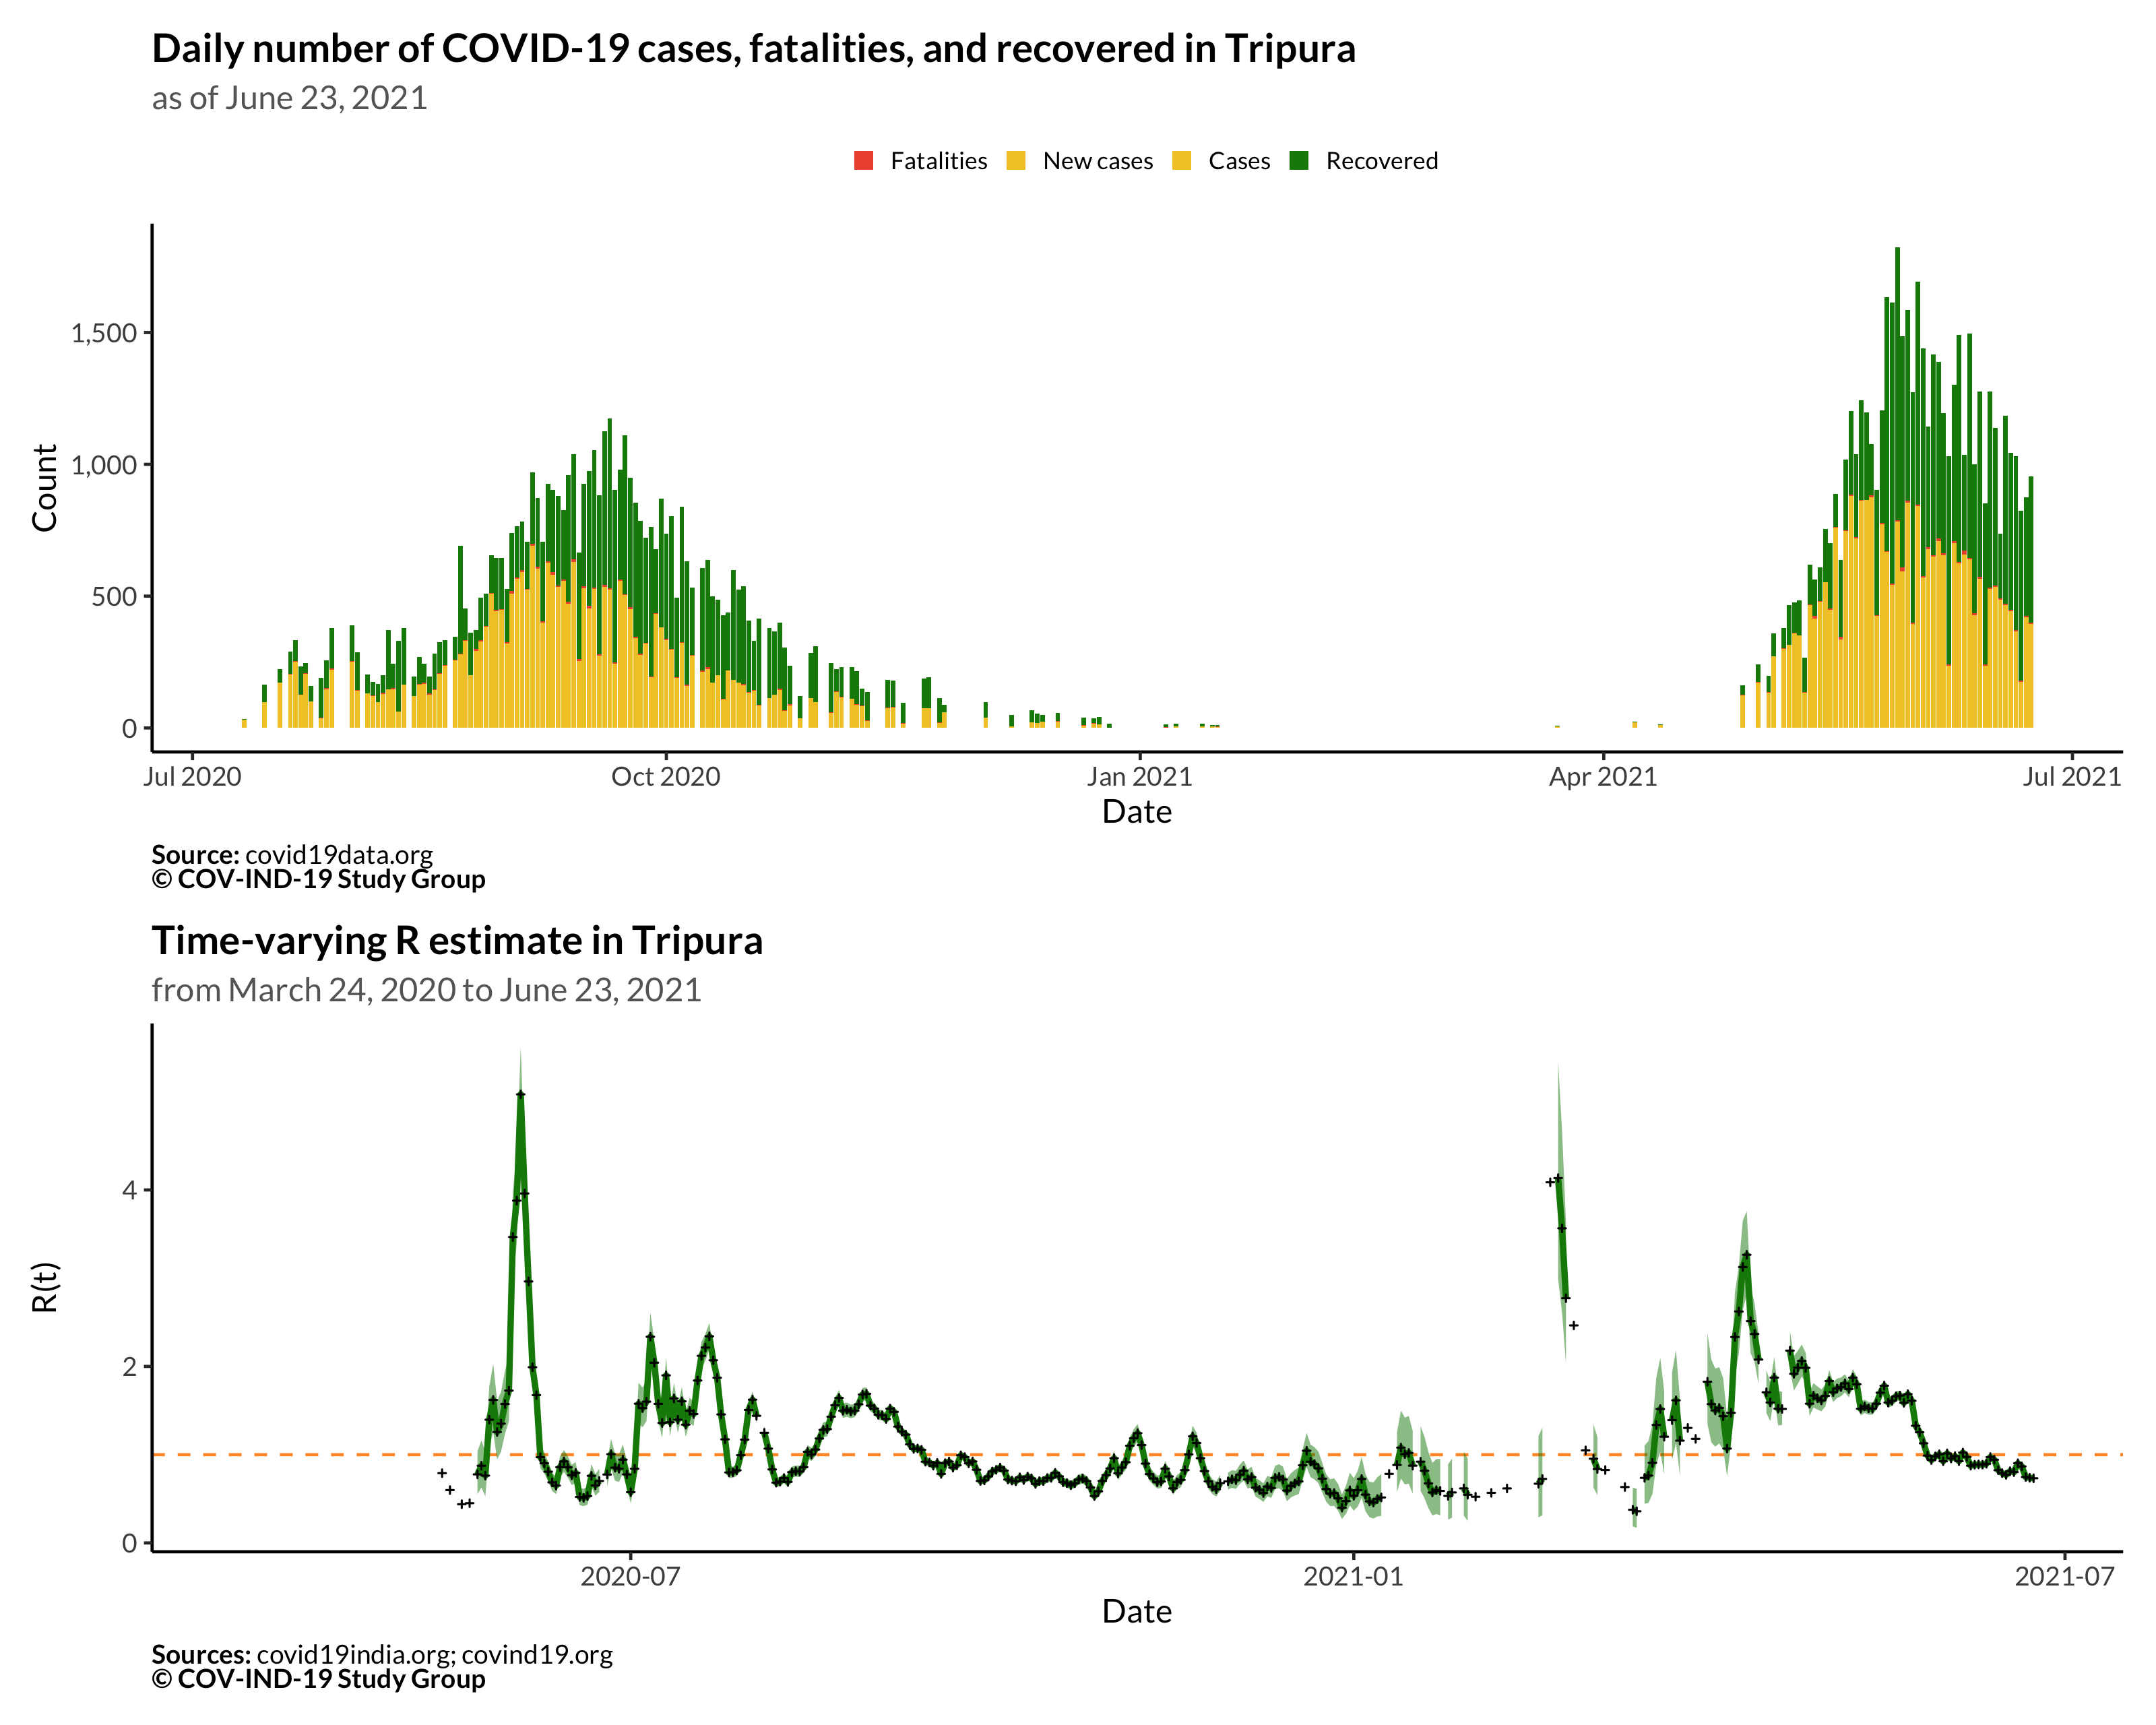 Daily number of COVID-19 cases, fatalities, and recovered in Tripura
as of June 23, 2021
Fatalities New cases Cases Recovered
Count
1,500
1,000
500
0
Jul 2020 Oct 2020 Jan 2021 Apr 2021 Jul 2021
Date
Source: covid19data.org
© COV-IND-19 Study Group
Time-varying R estimate in Tripura
from March 24, 2020 to June 23, 2021
R(t)
4
2
0
2020-07 2021-01 2021-07
Date
Sources: covid19india.org; covind19.org
© COV-IND-19 Study Group